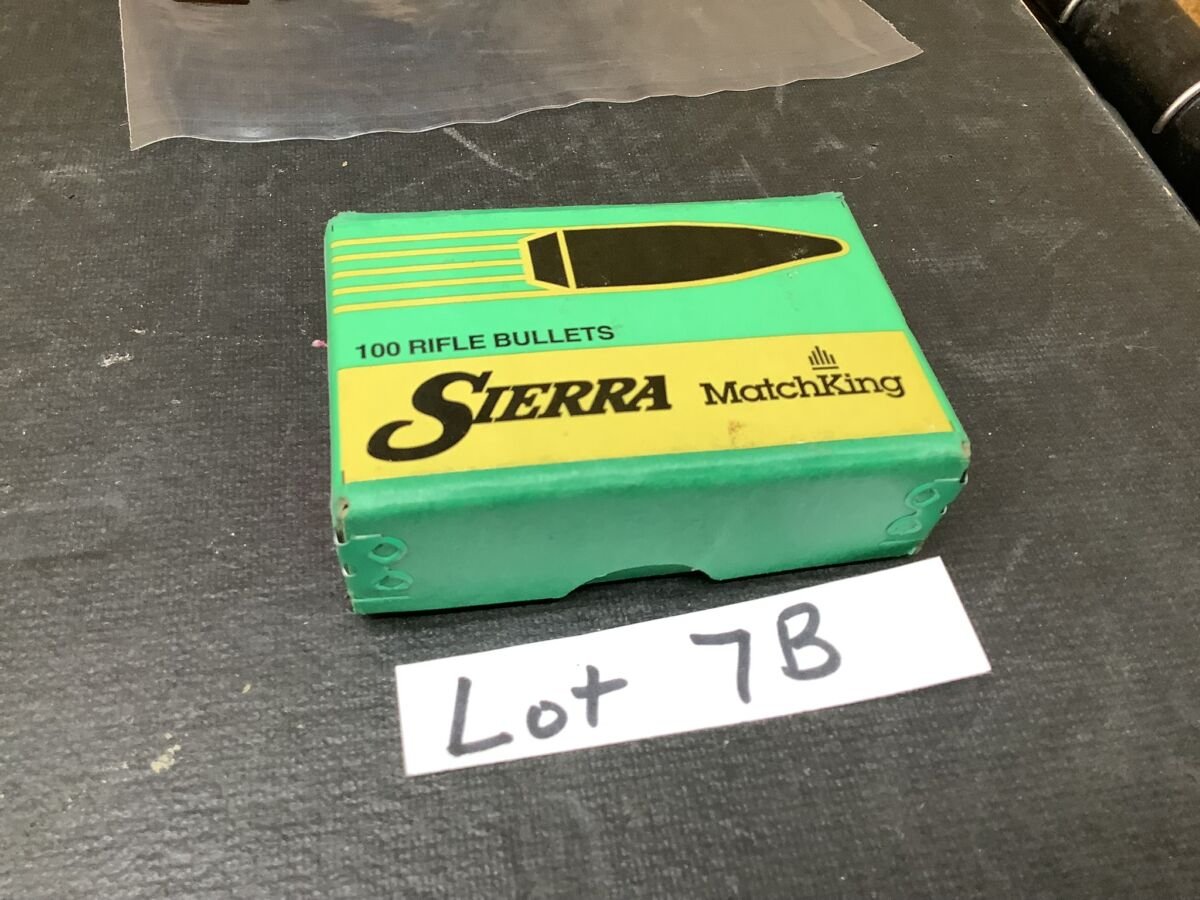 100 RIFLE BULLETS
SIERRA MatchKing
Lot 7B